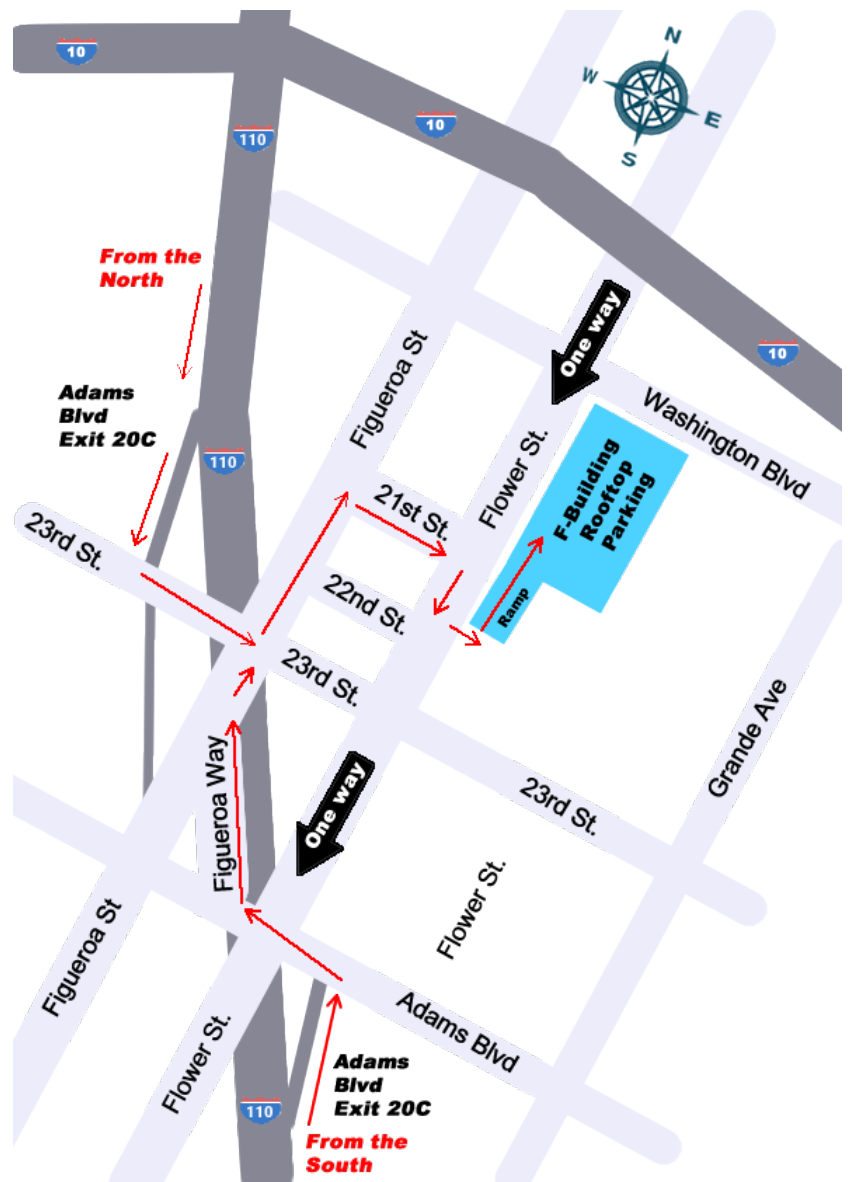 N
W
E
S
10
110
10
From the
North
One way
10
Adams
Blvd
Exit 20C
Figueroa St
Washington Blvd
110
Flower St.
F-Building
Rooftop
Parking
21st St.
23rd St.
22nd St.
Ramp
23rd St.
Grande Ave
Figueroa Way
One way
23rd St.
Figueroa St
Flower St.
Adams Blvd
Flower St.
Adams
Blvd
Exit 20C
110
From the
South